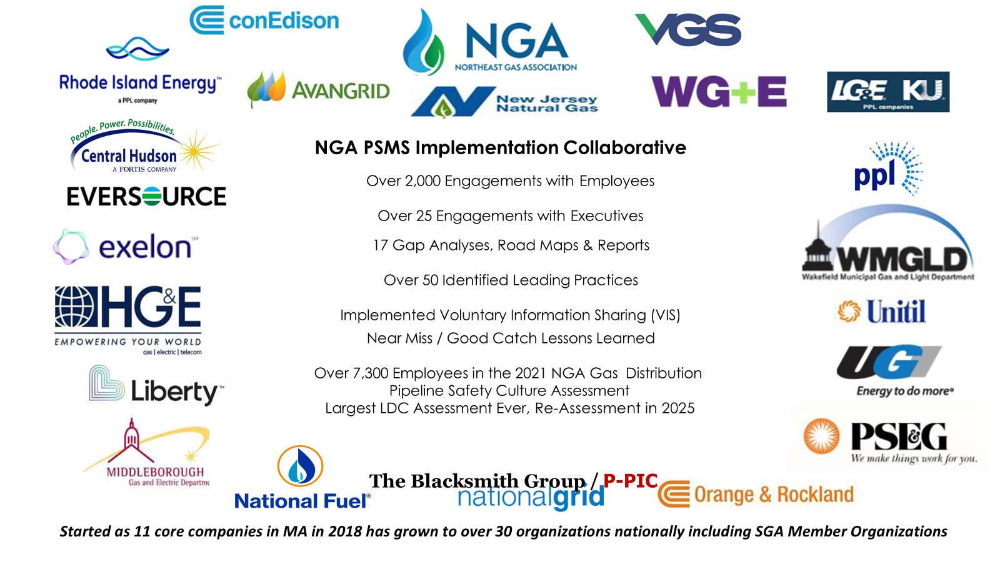 conEdison
NGA
NORTHEAST GAS ASSOCIATION
VGS
Rhode Island Energy™
a PPL company
AVANGRID
New Jersey
Natural Gas
WG+E
LG&E KU
PPL companies
People. Power. Possibilities.
Central Hudson
A FORTIS COMPANY
NGA PSMS Implementation Collaborative
ppl
Over 2,000 Engagements with Employees
EVERSOURCE
Over 25 Engagements with Executives
exelon℠
17 Gap Analyses, Road Maps & Reports
WMGLD
Wakefield Municipal Gas and Light Department
Over 50 Identified Leading Practices
HG&E
EMPOWERING YOUR WORLD
gas | electric | telecom
Implemented Voluntary Information Sharing (VIS)
Unitil
Near Miss / Good Catch Lessons Learned
UGI
Energy to do more®
Liberty™
Over 7,300 Employees in the 2021 NGA Gas Distribution
Pipeline Safety Culture Assessment
Largest LDC Assessment Ever, Re-Assessment in 2025
PSE&G
We make things work for you.
MIDDLEBOROUGH
Gas and Electric Departme
National Fuel®
The Blacksmith Group / P-PIC
nationalgrid
Orange & Rockland
Started as 11 core companies in MA in 2018 has grown to over 30 organizations nationally including SGA Member Organizations